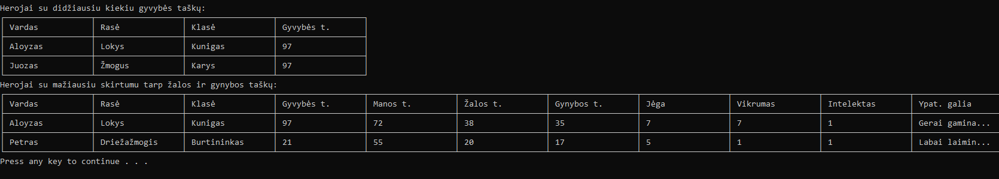 Herojai su didžiausiu kiekiu gyvybės taškų:
Vardas Rasė Klasė Gyvybės t.
Aloyzas Lokys Kunigas 97
Juozas Žmogus Karys 97
Herojai su mažiausiu skirtumu tarp žalos ir gynybos taškų:
Vardas Rasė Klasė Gyvybės t. Manos t. Žalos t. Gynybos t. Jėga Vikrumas Intelektas Ypat. galia
Aloyzas Lokys Kunigas 97 72 38 35 7 7 1 Gerai gamina...
Petras Driežažmogis Burtininkas 21 55 20 17 5 1 1 Labai laimin...
Press any key to continue . . .